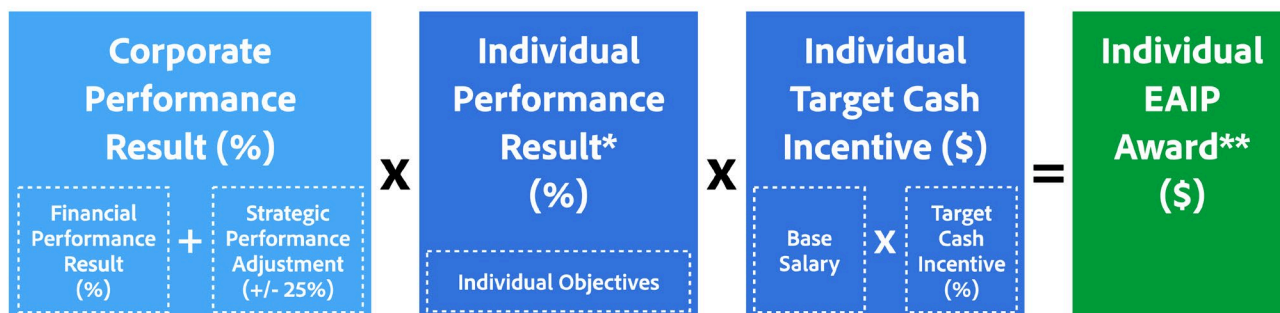 Corporate
Performance
Result (%)
Financial
Performance
Result
(%)
+
Strategic
Performance
Adjustment
(+/- 25%)
x
Individual
Performance
Result*
(%)
Individual Objectives
x
Individual
Target Cash
Incentive ($)
Base
Salary
x
Target
Cash
Incentive
(%)
=
Individual
EAIP
Award**
($)